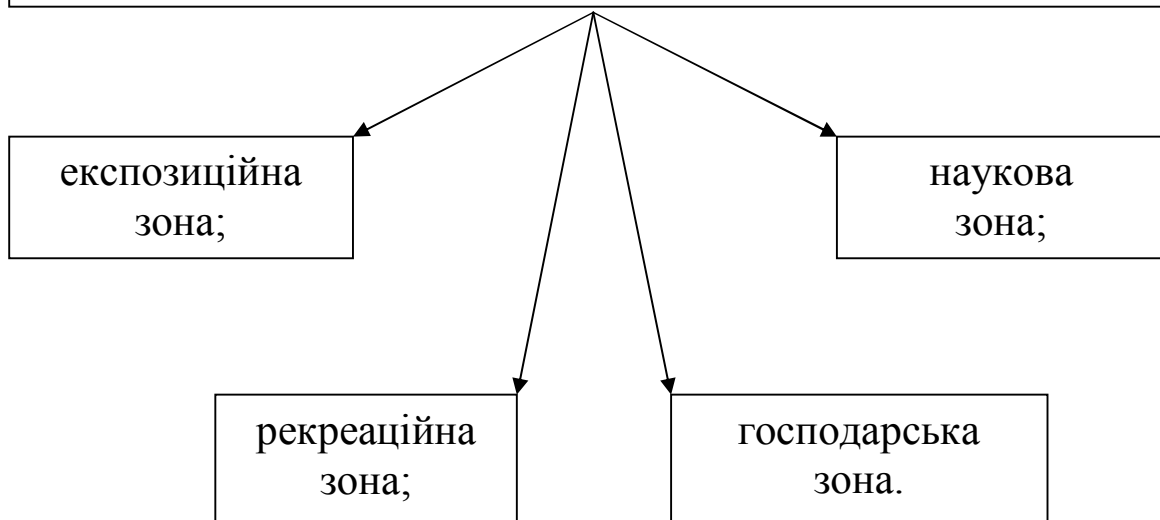 експозиційна
зона;
наукова
зона;
рекреаційна
зона;
господарська
зона.